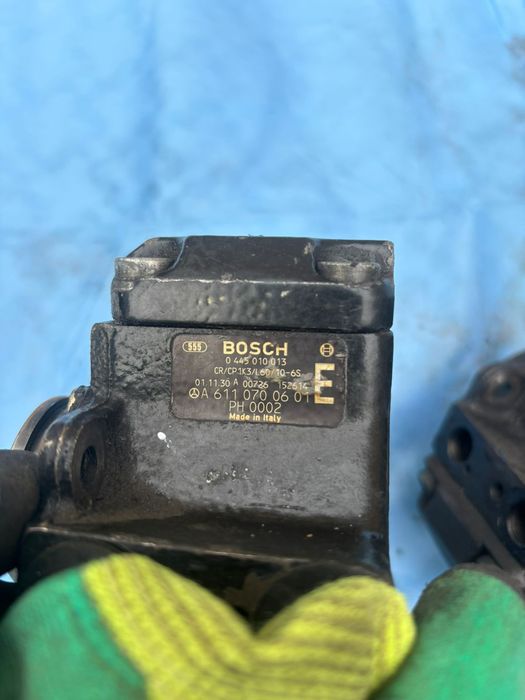 555 BOSCH
0 445 010 013
CR/CP1K3/L60/10-6S
01.11.30 A 00726 152614
A 611 070 06 01 E
PH 0002
Made in Italy